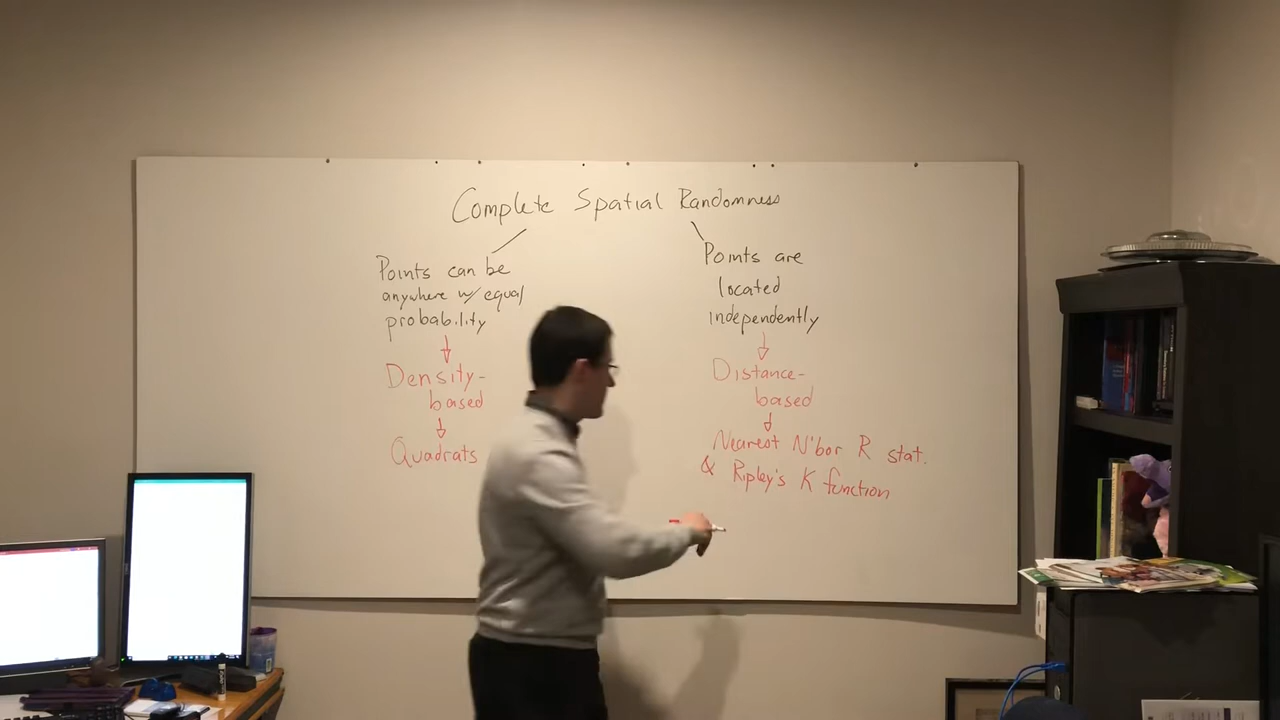 Complete Spatial Randomness
Points can be
anywhere w/ equal
probability
Density-
based
Quadrats
Points are
located
independently
Distance-
based
Nearest N'bor R stat.
& Ripley's K function